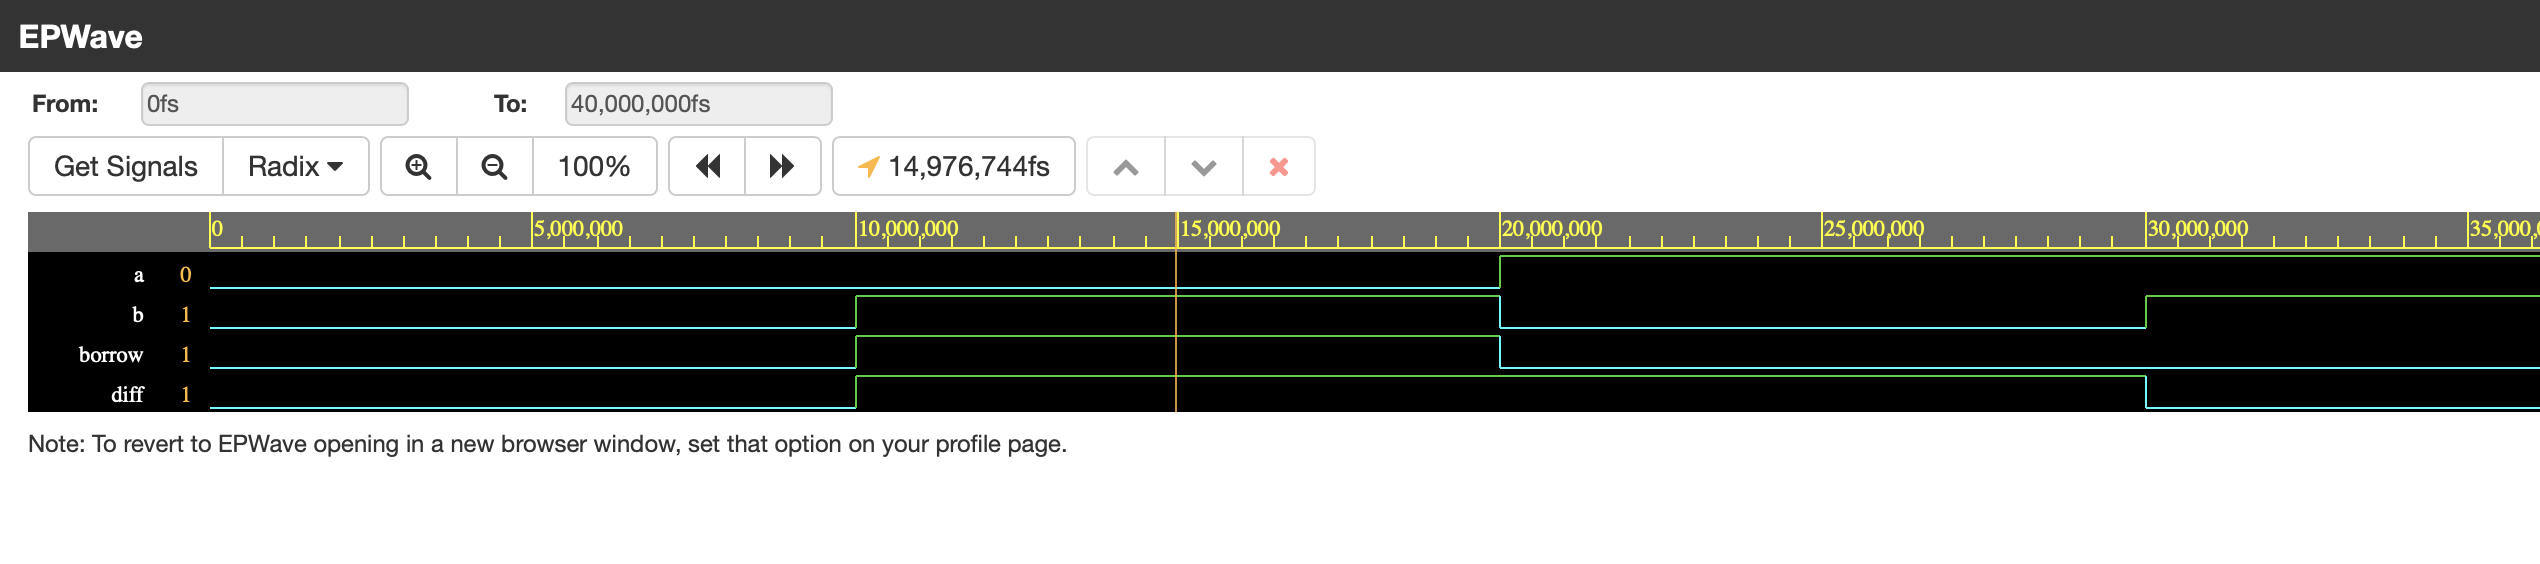 EPWave
From: 0fs To: 40,000,000fs
Get Signals Radix 100% 14,976,744fs
0 5,000,000 10,000,000 15,000,000 20,000,000 25,000,000 30,000,000 35,000,
a 0
b 1
borrow 1
diff 1
Note: To revert to EPWave opening in a new browser window, set that option on your profile page.